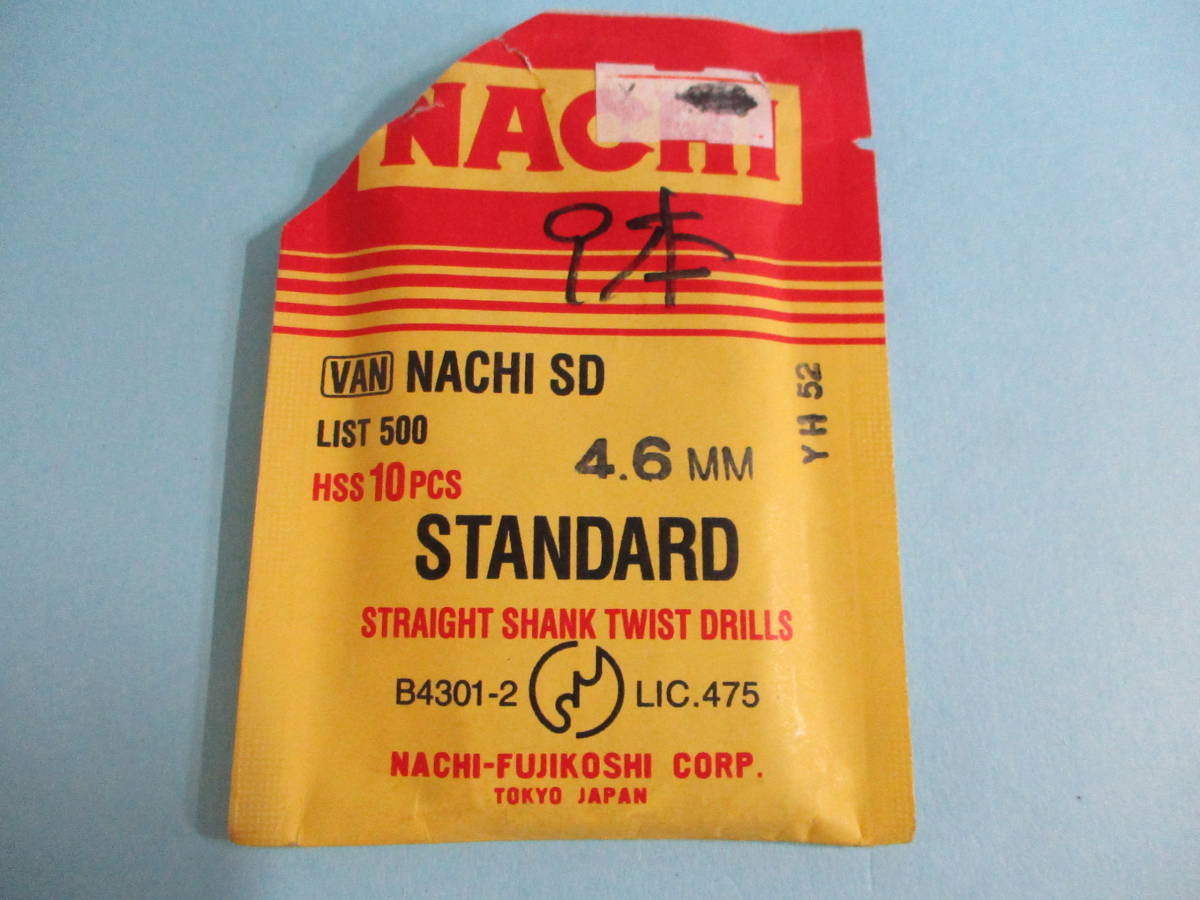 NACHI
9本
VAN NACHI SD
LIST 500
HSS 10 PCS
4.6 MM
YH 52
STANDARD
STRAIGHT SHANK TWIST DRILLS
B4301-2 LIC.475
NACHI-FUJIKOSHI CORP.
TOKYO JAPAN